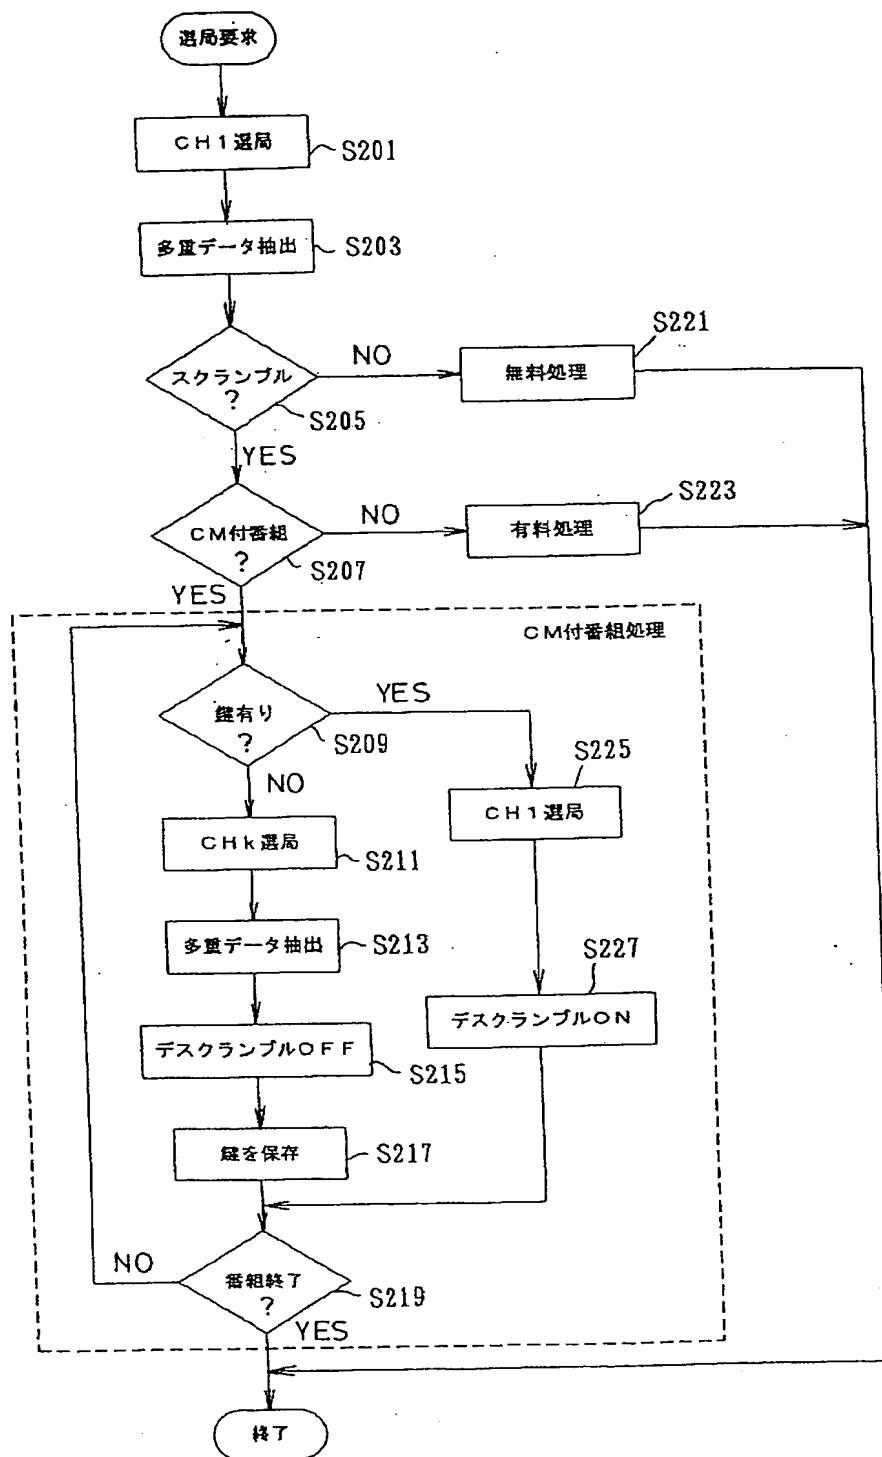 選局要求
CH1選局
S201
多重データ抽出
S203
スクランブル
?
S205
NO
無料処理
S221
YES
CM付番組
?
S207
NO
有料処理
S223
YES
CM付番組処理
鍵有り
?
S209
YES
S225
CH1選局
NO
CHk選局
S211
多重データ抽出
S213
S227
デスクランブルON
デスクランブルOFF
S215
鍵を保存
S217
番組終了
?
S219
NO
YES
終了